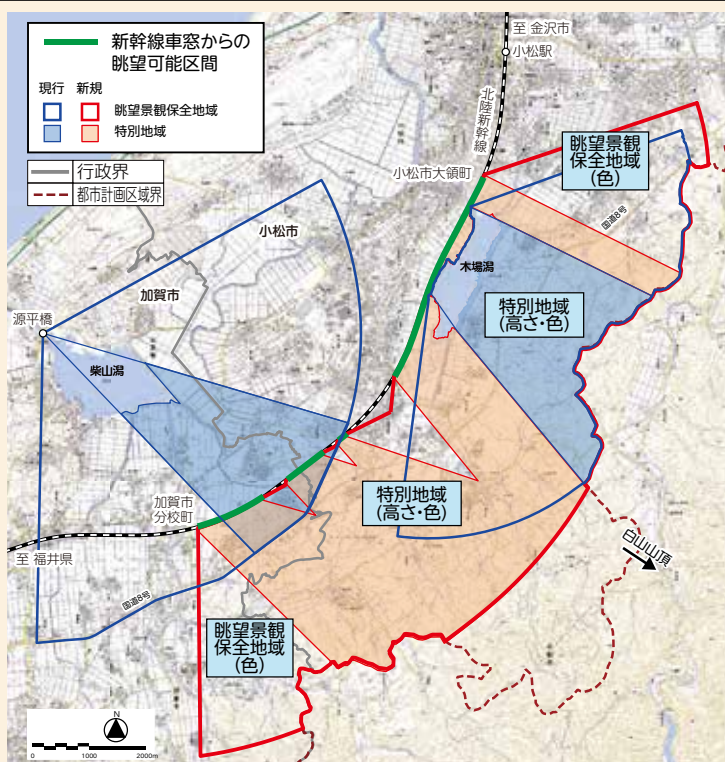 新幹線車窓からの
眺望可能区間
現行 新規
眺望景観保全地域
特別地域
行政界
都市計画区域界
至 金沢市
小松駅
北陸新幹線
小松市大領町
眺望景観
保全地域
(色)
国道8号
小松市
木場潟
加賀市
特別地域
(高さ・色)
源平橋
柴山潟
特別地域
(高さ・色)
加賀市
分校町
白山山頂
至 福井県
国道8号
眺望景観
保全地域
(色)
N
0 1000 2000m